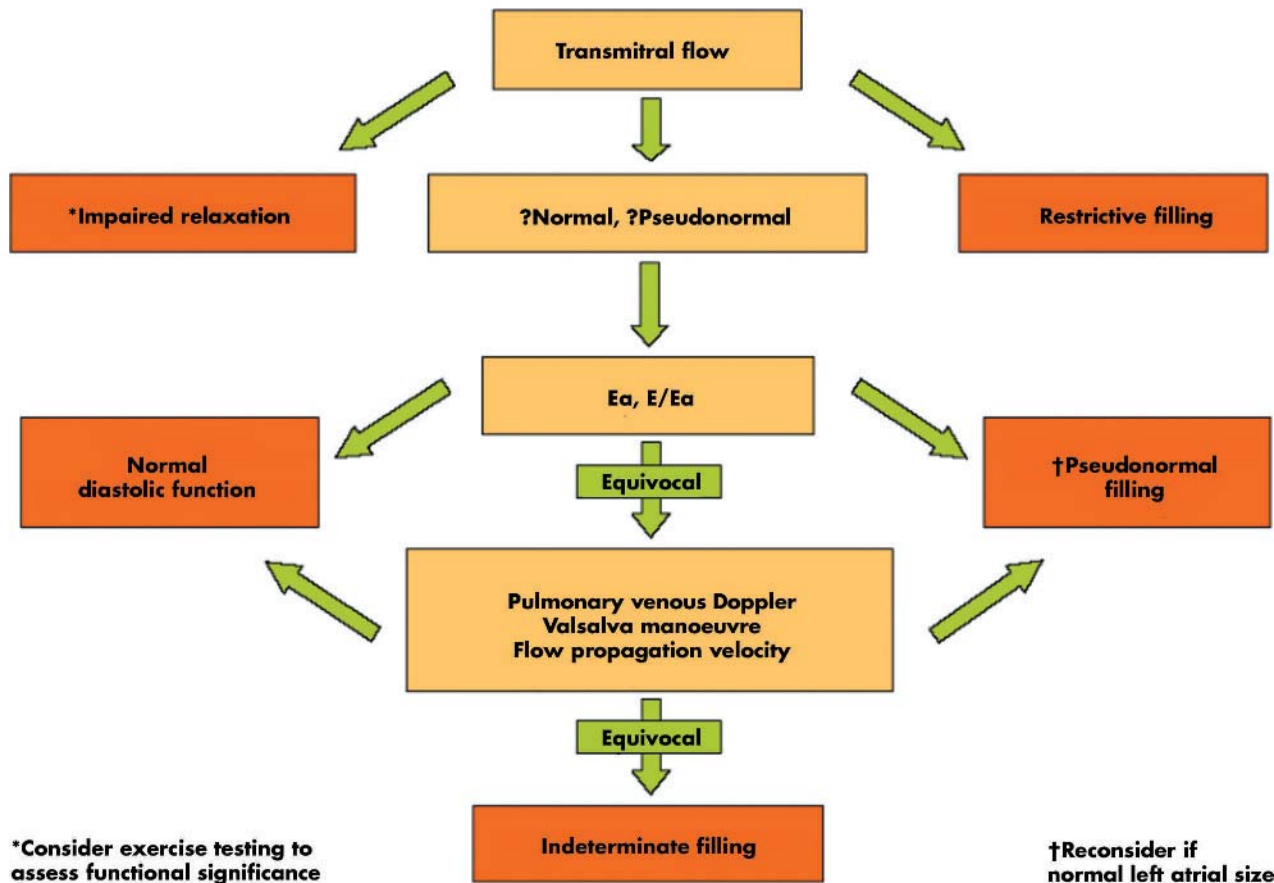 Transmitral flow
*Impaired relaxation
?Normal, ?Pseudonormal
Restrictive filling
Ea, E/Ea
Normal
diastolic function
Equivocal
†Pseudonormal
filling
Pulmonary venous Doppler
Valsalva manoeuvre
Flow propagation velocity
Equivocal
Indeterminate filling
*Consider exercise testing to
assess functional significance
†Reconsider if
normal left atrial size